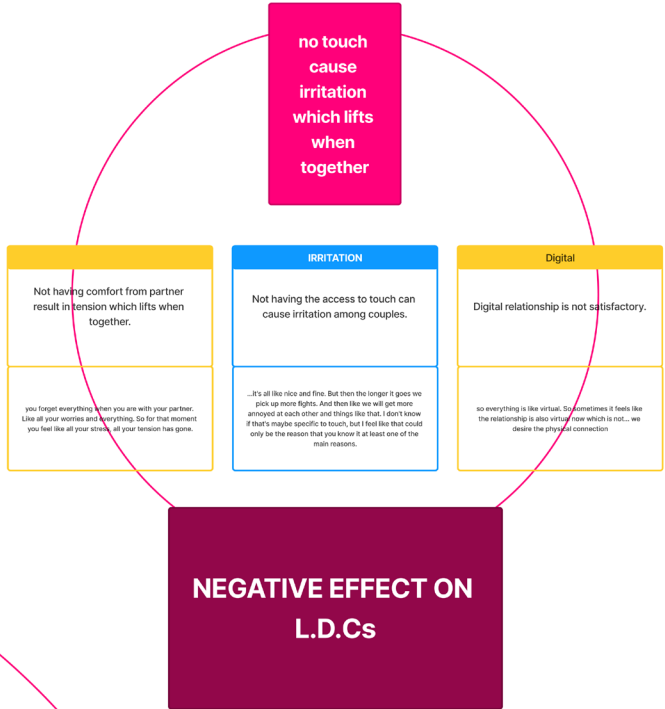 no touch
cause
irritation
which lifts
when
together
IRRITATION
Digital
Not having comfort from partner
result in tension which lifts when
together.
Not having the access to touch can
cause irritation among couples.
Digital relationship is not satisfactory.
you forget everything when you are with your partner.
Like all your worries and everything. So for that moment
you feel like all your stress, all your tension has gone.
...it's all like nice and fine. But then the longer it goes we
pick up more fights. And then like we will get more
annoyed at each other and things like that. I don't know
if that's maybe specific to touch, but I feel like that could
only be the reason that you know it at least one of the
main reasons.
so everything is like virtual. So sometimes it feels like
the relationship is also virtual now which is not... we
desire the physical connection
NEGATIVE EFFECT ON
L.D.Cs